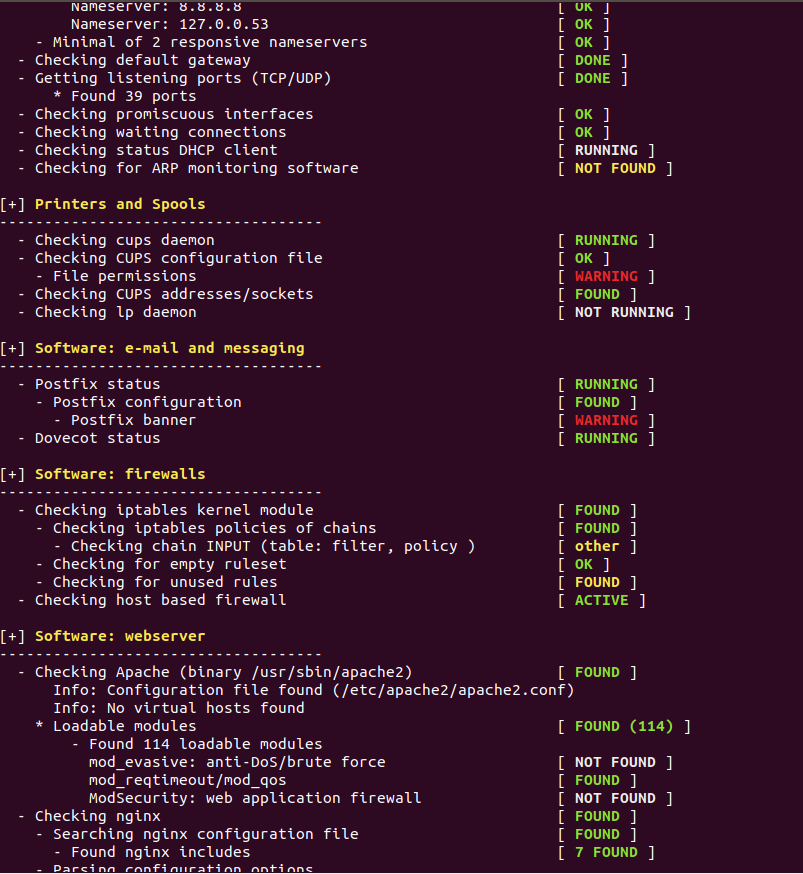 Nameserver: 8.8.8.8 [ OK ]
Nameserver: 127.0.0.53 [ OK ]
- Minimal of 2 responsive nameservers [ OK ]
- Checking default gateway [ DONE ]
- Getting listening ports (TCP/UDP) [ DONE ]
* Found 39 ports
- Checking promiscuous interfaces [ OK ]
- Checking waiting connections [ OK ]
- Checking status DHCP client [ RUNNING ]
- Checking for ARP monitoring software [ NOT FOUND ]
[+] Printers and Spools
------------------------------------
- Checking cups daemon [ RUNNING ]
- Checking CUPS configuration file [ OK ]
- File permissions [ WARNING ]
- Checking CUPS addresses/sockets [ FOUND ]
- Checking lp daemon [ NOT RUNNING ]
[+] Software: e-mail and messaging
------------------------------------
- Postfix status [ RUNNING ]
- Postfix configuration [ FOUND ]
- Postfix banner [ WARNING ]
- Dovecot status [ RUNNING ]
[+] Software: firewalls
------------------------------------
- Checking iptables kernel module [ FOUND ]
- Checking iptables policies of chains [ FOUND ]
- Checking chain INPUT (table: filter, policy ) [ other ]
- Checking for empty ruleset [ OK ]
- Checking for unused rules [ FOUND ]
- Checking host based firewall [ ACTIVE ]
[+] Software: webserver
------------------------------------
- Checking Apache (binary /usr/sbin/apache2) [ FOUND ]
Info: Configuration file found (/etc/apache2/apache2.conf)
Info: No virtual hosts found
* Loadable modules [ FOUND (114) ]
- Found 114 loadable modules
mod_evasive: anti-DoS/brute force [ NOT FOUND ]
mod_reqtimeout/mod_qos [ FOUND ]
ModSecurity: web application firewall [ NOT FOUND ]
- Checking nginx [ FOUND ]
- Searching nginx configuration file [ FOUND ]
- Found nginx includes [ 7 FOUND ]
- Parsing configuration options